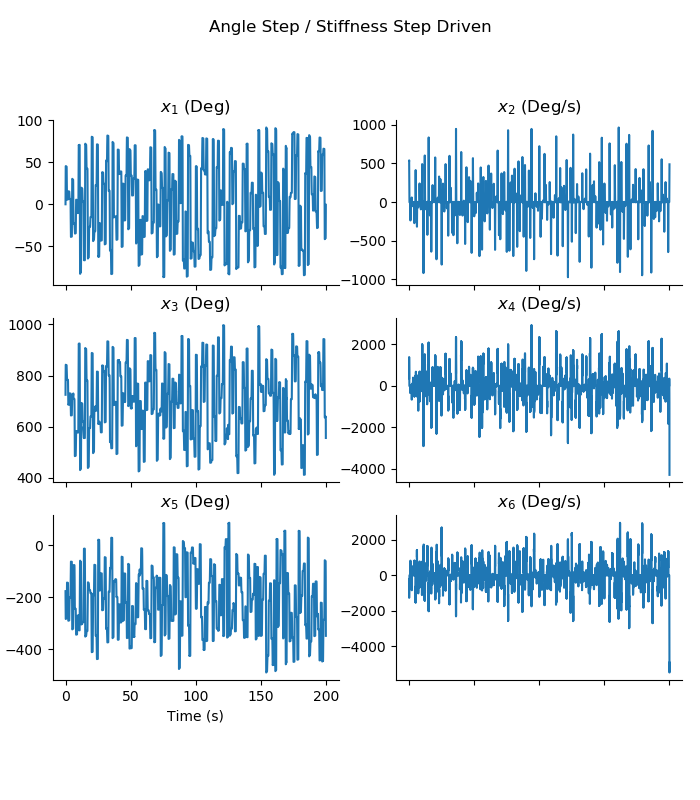 Angle Step / Stiffness Step Driven
x₁ (Deg)
x₂ (Deg/s)
100
50
0
−50
1000
500
0
−500
−1000
x₃ (Deg)
x₄ (Deg/s)
1000
800
600
400
2000
0
−2000
−4000
x₅ (Deg)
x₆ (Deg/s)
0
−200
−400
2000
0
−2000
−4000
0 50 100 150 200
Time (s)